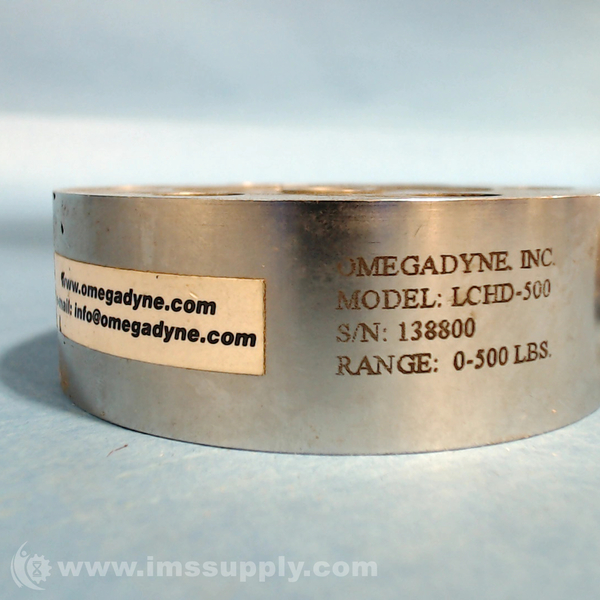 www.omegadyne.com
e-mail: info@omegadyne.com
OMEGADYNE, INC.
MODEL: LCHD-500
S/N: 138800
RANGE: 0-500 LBS.
www.imssupply.com